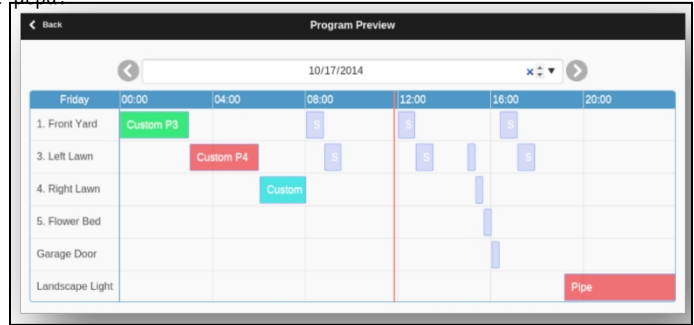 Back
Program Preview
10/17/2014
Friday 00:00 04:00 08:00 12:00 16:00 20:00
1. Front Yard Custom P3 S S S
3. Left Lawn Custom P4 S S S
4. Right Lawn Custom
5. Flower Bed
Garage Door
Landscape Light Pipe